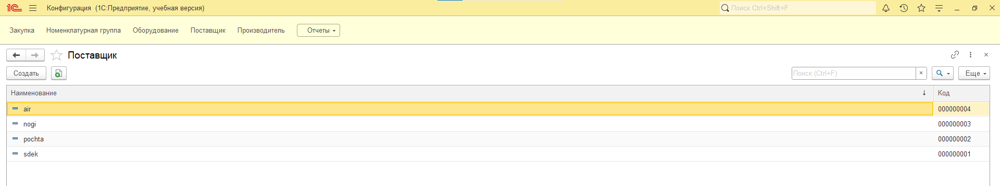 1С Конфигурация (1С:Предприятие, учебная версия) Поиск Ctrl+Shift+F
Закупка Номенклатурная группа Оборудование Поставщик Производитель Отчеты
Поставщик
Создать Поиск (Ctrl+F) × Еще
Наименование ↓ Код
air 000000004
nogi 000000003
pochta 000000002
sdek 000000001